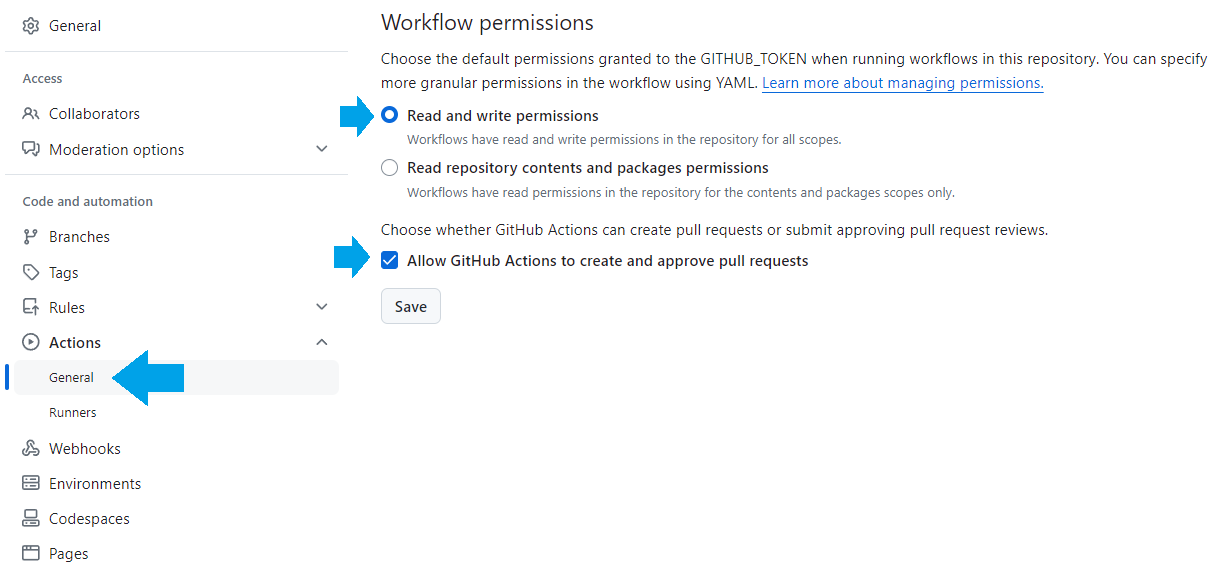 General
Access
Collaborators
Moderation options
Code and automation
Branches
Tags
Rules
Actions
General
Runners
Webhooks
Environments
Codespaces
Pages
Workflow permissions
Choose the default permissions granted to the GITHUB_TOKEN when running workflows in this repository. You can specify
more granular permissions in the workflow using YAML. Learn more about managing permissions.
Read and write permissions
Workflows have read and write permissions in the repository for all scopes.
Read repository contents and packages permissions
Workflows have read permissions in the repository for the contents and packages scopes only.
Choose whether GitHub Actions can create pull requests or submit approving pull request reviews.
Allow GitHub Actions to create and approve pull requests
Save